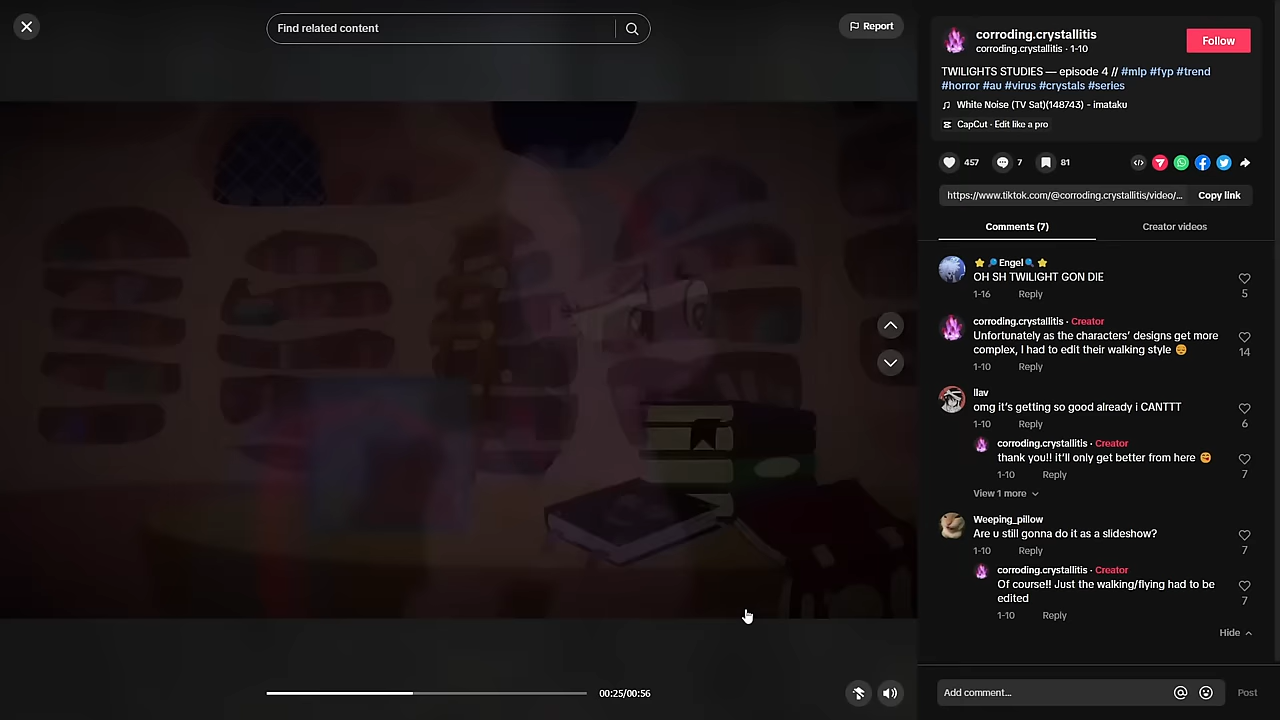 Find related content
Report
corroding.crystallitis
corroding.crystallitis · 1-10
Follow
TWILIGHTS STUDIES — episode 4 // #mlp #fyp #trend
#horror #au #virus #crystals #series
White Noise (TV Sat)(148743) - imataku
CapCut · Edit like a pro
457
7
81
https://www.tiktok.com/@corroding.crystallitis/video/...
Copy link
Comments (7)
Creator videos
⭐🔎Engel🔍⭐
OH SH TWILIGHT GON DIE
1-16 Reply
5
corroding.crystallitis · Creator
Unfortunately as the characters' designs get more
complex, I had to edit their walking style 😔
14
1-10 Reply
llav
omg it's getting so good already i CANTTT
1-10 Reply
6
corroding.crystallitis · Creator
thank you!! it'll only get better from here 😋
1-10 Reply
7
View 1 more
Weeping_pillow
Are u still gonna do it as a slideshow?
1-10 Reply
7
corroding.crystallitis · Creator
Of course!! Just the walking/flying had to be
edited
7
1-10 Reply
Hide
00:25/00:56
Add comment...
Post